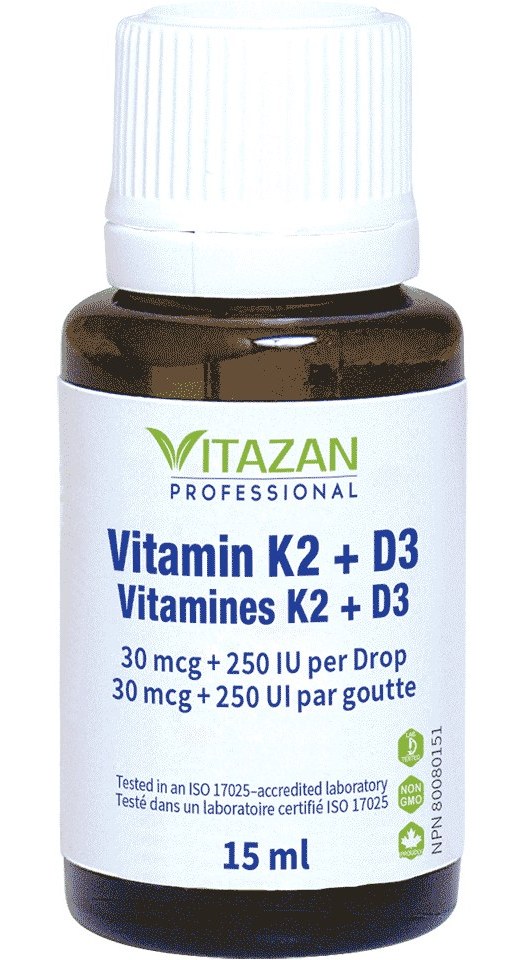 VITAZAN
PROFESSIONAL
Vitamin K2 + D3
Vitamines K2 + D3
30 mcg + 250 IU per Drop
30 mcg + 250 UI par goutte
Tested in an ISO 17025–accredited laboratory
Testé dans un laboratoire certifié ISO 17025
15 ml
LAB
TESTED
NON
GMO
NPN 80080151